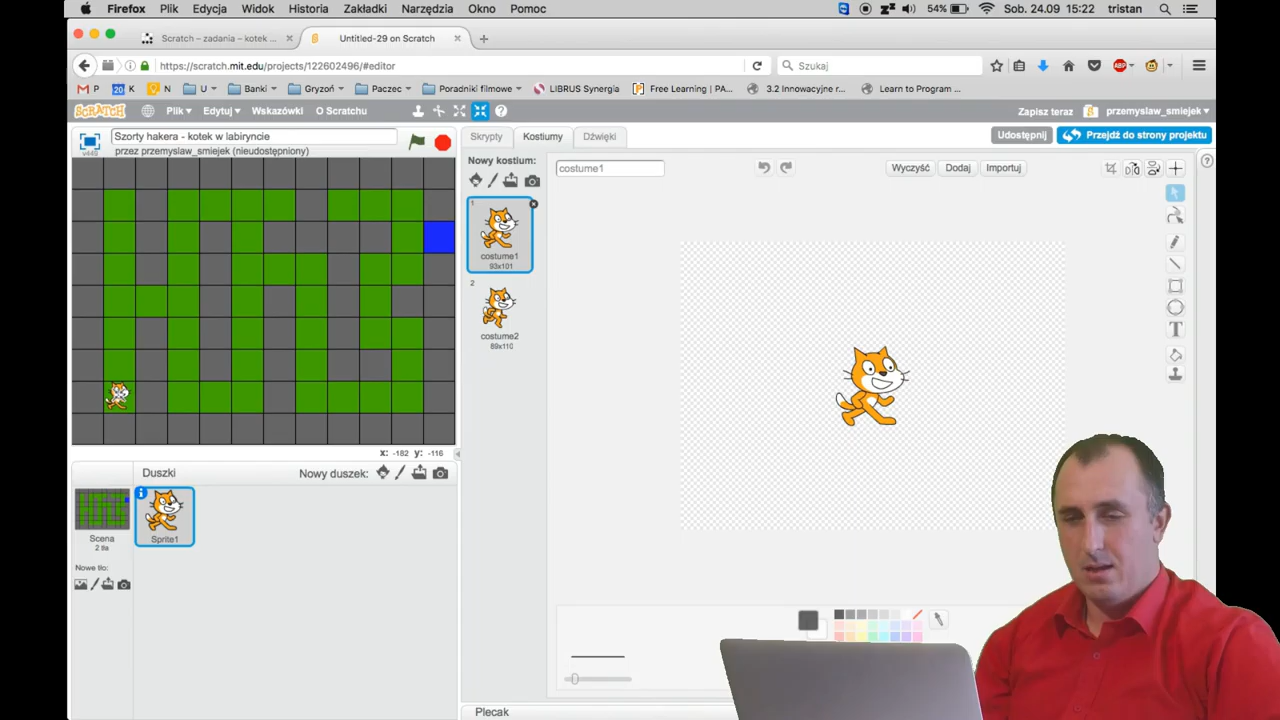 Firefox Plik Edycja Widok Historia Zakładki Narzędzia Okno Pomoc 54% Sob. 24.09 15:22 tristan
Scratch – zadania – kotek ... Untitled-29 on Scratch
https://scratch.mit.edu/projects/122602496/#editor Szukaj
P K N U Banki Gryzoń Paczec Poradniki filmowe LIBRUS Synergia Free Learning | PA... 3.2 Innowacyjne r... Learn to Program ...
SCRATCH Plik Edytuj Wskazówki O Scratchu Zapisz teraz przemyslaw_smiejek
Szorty hakera - kotek w labiryncie
przez przemyslaw_smiejek (nieudostępniony)
Skrypty Kostiumy Dźwięki Udostępnij Przejdź do strony projektu
Nowy kostium:
costume1 Wyczyść Dodaj Importuj
1
costume1
93x101
2
costume2
89x110
x: -182 y: -116
Duszki Nowy duszek:
Scena
2 tła
Sprite1
Nowe tło:
T
Plecak